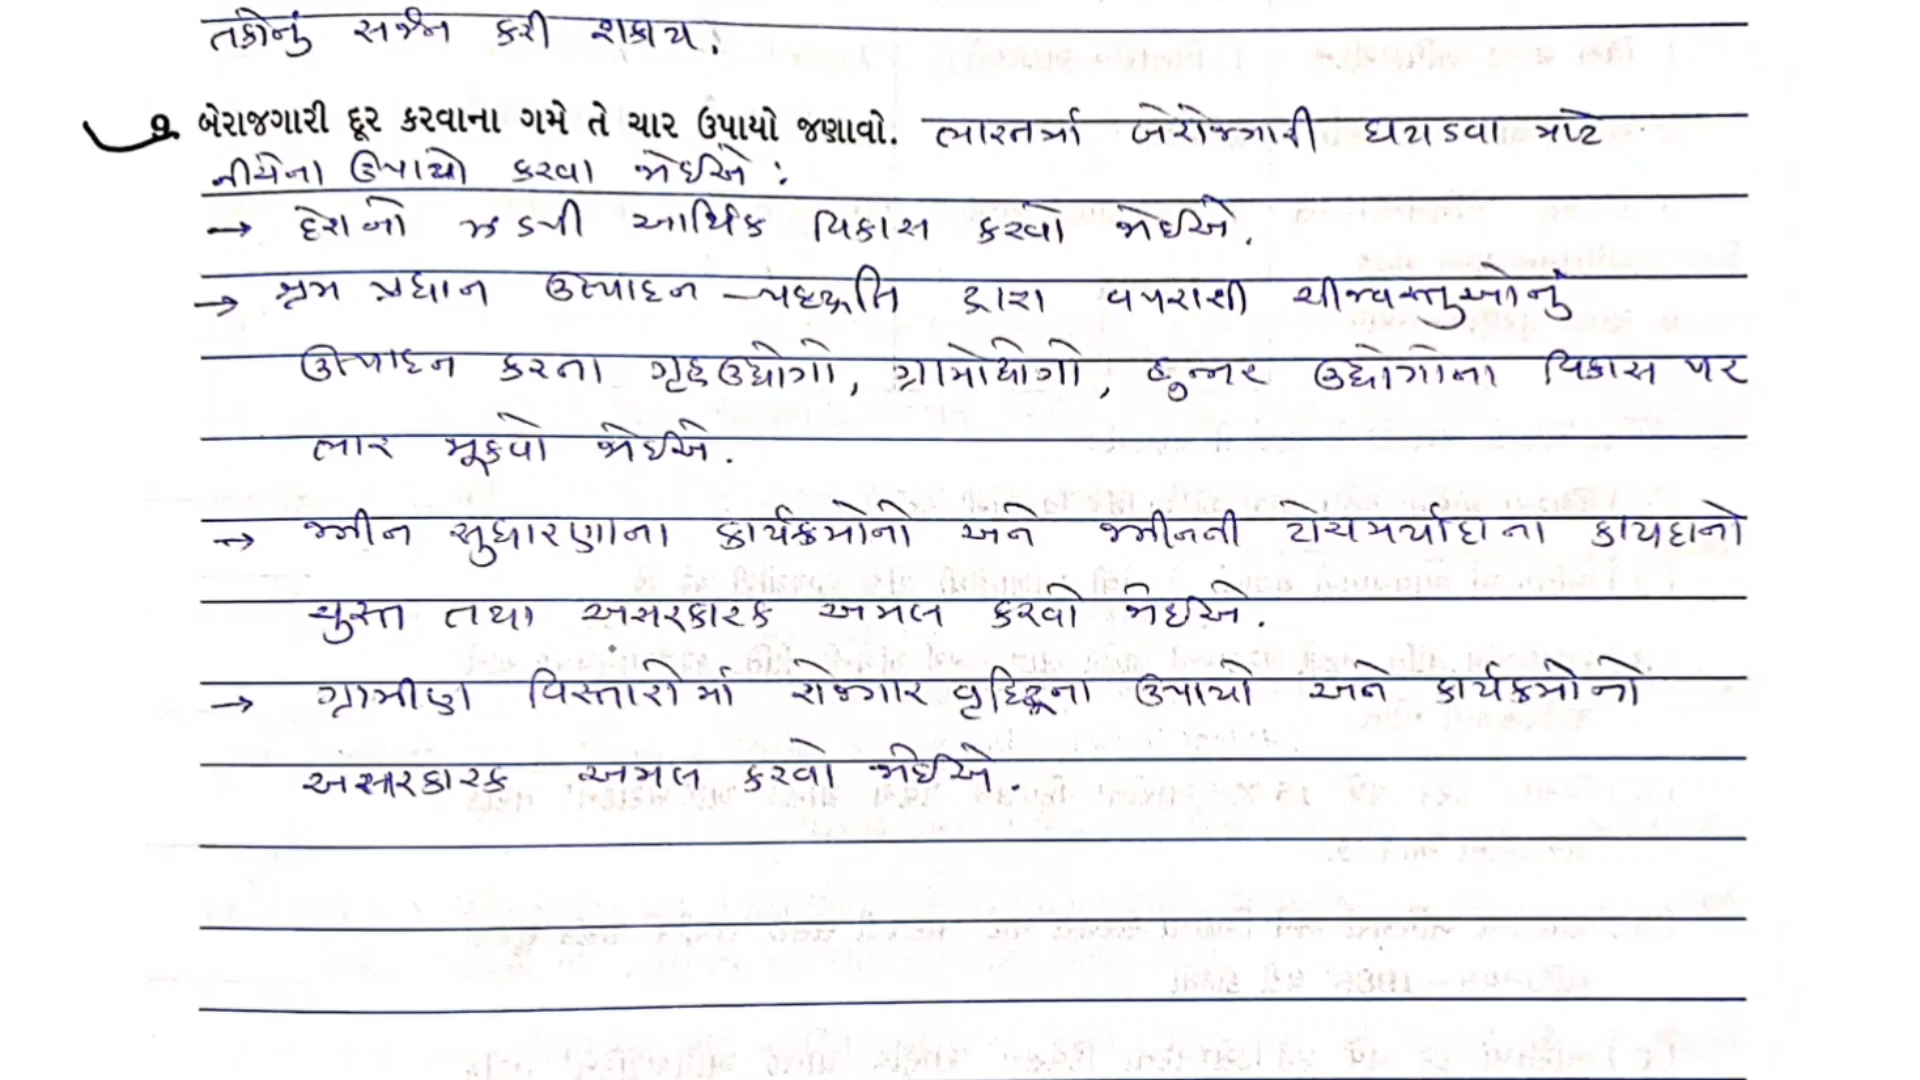 તકોનું સર્જન કરી શકાય.
૭. બેરાજગારી દૂર કરવાના ગમે તે ચાર ઉપાયો જણાવો. ભારતમાં બેરોજગારી ઘટાડવા માટે
નીચેના ઉપાયો કરવા જોઈએ :
→ દેશનો ઝડપી આર્થિક વિકાસ કરવો જોઈએ.
→ શ્રમ પ્રધાન ઉત્પાદન પદ્ધતિ દ્વારા વપરાશી ચીજવસ્તુઓનું
ઉત્પાદન કરતા ગૃહઉદ્યોગો, ગ્રામોદ્યોગો, હુન્નર ઉદ્યોગોના વિકાસ પર
ભાર મૂકવો જોઈએ.
→ જમીન સુધારણાના કાર્યક્રમોનો અને જમીનની ટોચમર્યાદાના કાયદાનો
ચુસ્ત તથા અસરકારક અમલ કરવો જોઈએ.
→ ગ્રામીણ વિસ્તારોમાં રોજગાર વૃદ્ધિના ઉપાયો અને કાર્યક્રમોનો
અસરકારક અમલ કરવો જોઈએ.